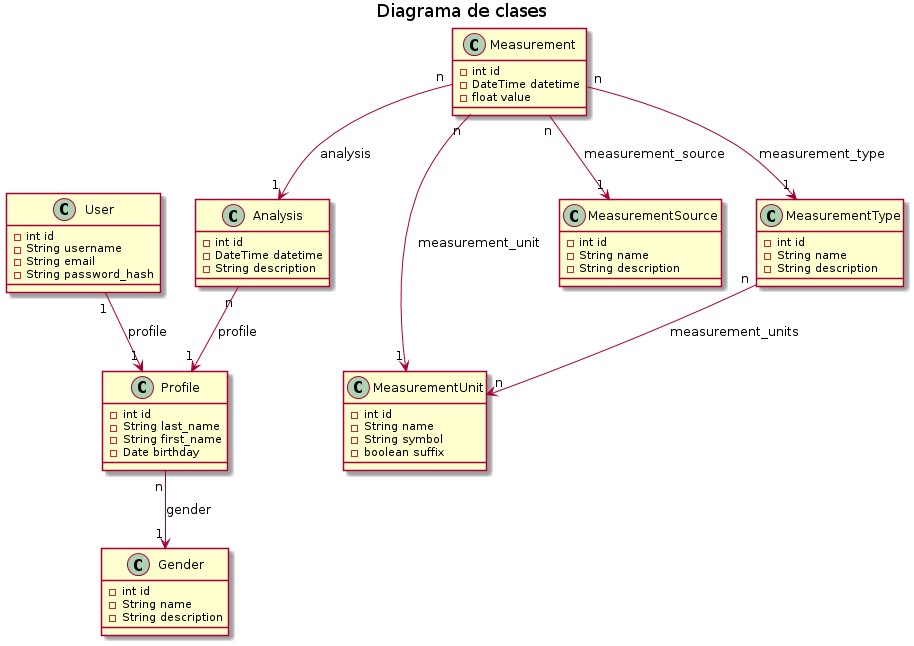 Diagrama de clases
C Measurement
int id
DateTime datetime
float value
n
n
n
n
analysis
measurement_source
measurement_type
1
1
1
C User
int id
String username
String email
String password_hash
C Analysis
int id
DateTime datetime
String description
measurement_unit
C MeasurementSource
int id
String name
String description
C MeasurementType
int id
String name
String description
1
n
n
profile
profile
measurement_units
1
1
1
n
C Profile
int id
String last_name
String first_name
Date birthday
C MeasurementUnit
int id
String name
String symbol
boolean suffix
n
gender
1
C Gender
int id
String name
String description